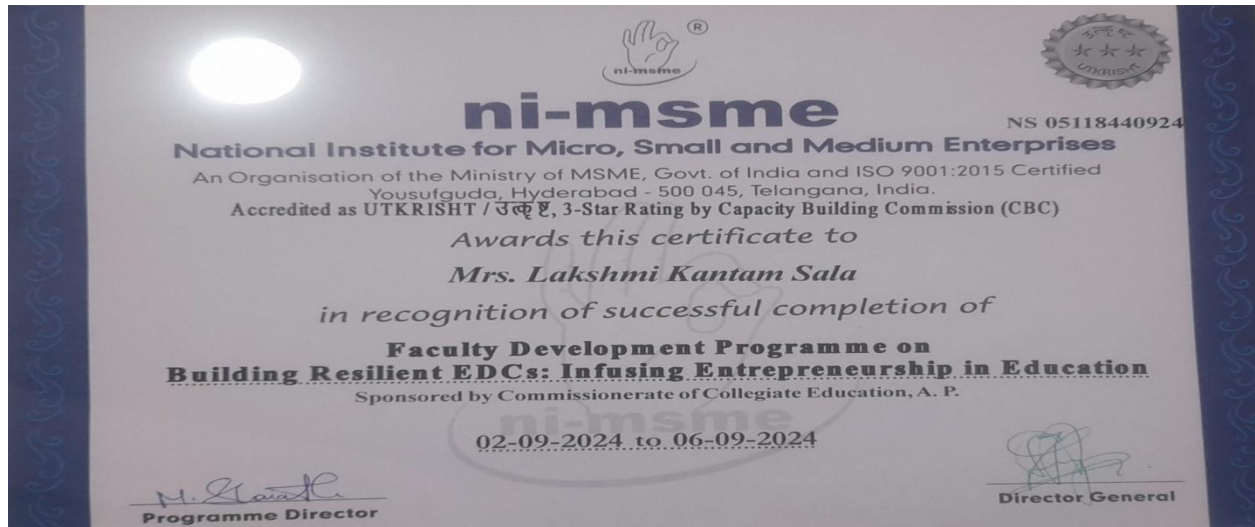 ®
ni-msme
उत्कृष्ट
UTKRISHT
ni-msme
NS 05118440924
National Institute for Micro, Small and Medium Enterprises
An Organisation of the Ministry of MSME, Govt. of India and ISO 9001:2015 Certified
Yousufguda, Hyderabad - 500 045, Telangana, India.
Accredited as UTKRISHT / उत्कृष्ट, 3-Star Rating by Capacity Building Commission (CBC)
Awards this certificate to
Mrs. Lakshmi Kantam Sala
in recognition of successful completion of
Faculty Development Programme on
Building Resilient EDCs: Infusing Entrepreneurship in Education
Sponsored by Commissionerate of Collegiate Education, A. P.
ni-msme
02-09-2024 to 06-09-2024
Programme Director
Director General